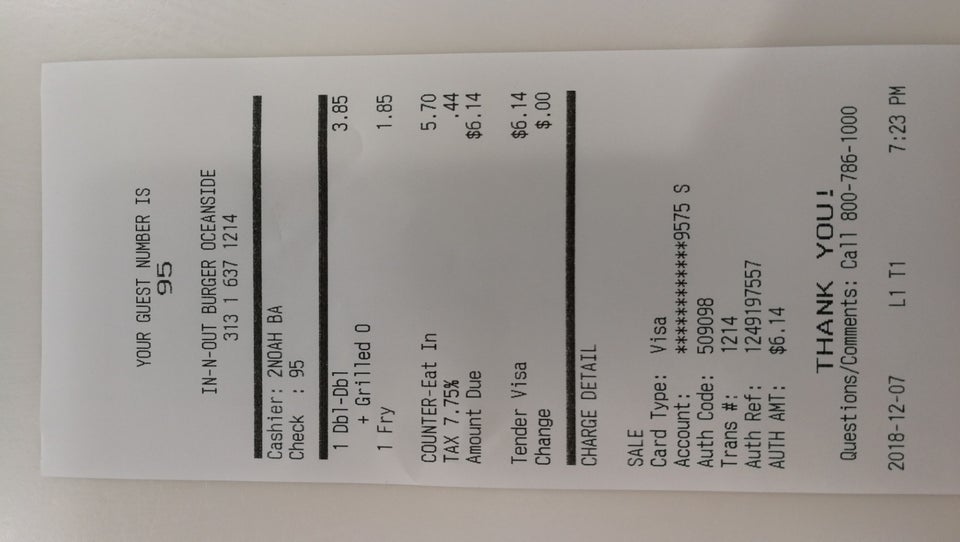 YOUR GUEST NUMBER IS
95
IN-N-OUT BURGER OCEANSIDE
313 1 637 1214
Cashier: 2NOAH BA
Check : 95
1 Dbl-Dbl 3.85
+ Grilled O
1 Fry 1.85
COUNTER-Eat In 5.70
TAX 7.75% .44
Amount Due $6.14
Tender Visa $6.14
Change $.00
CHARGE DETAIL
SALE
Card Type: Visa
Account: ************9575 S
Auth Code: 509098
Trans #: 1214
Auth Ref: 1249197557
AUTH AMT: $6.14
THANK YOU!
Questions/Comments: Call 800-786-1000
2018-12-07 L1 T1 7:23 PM